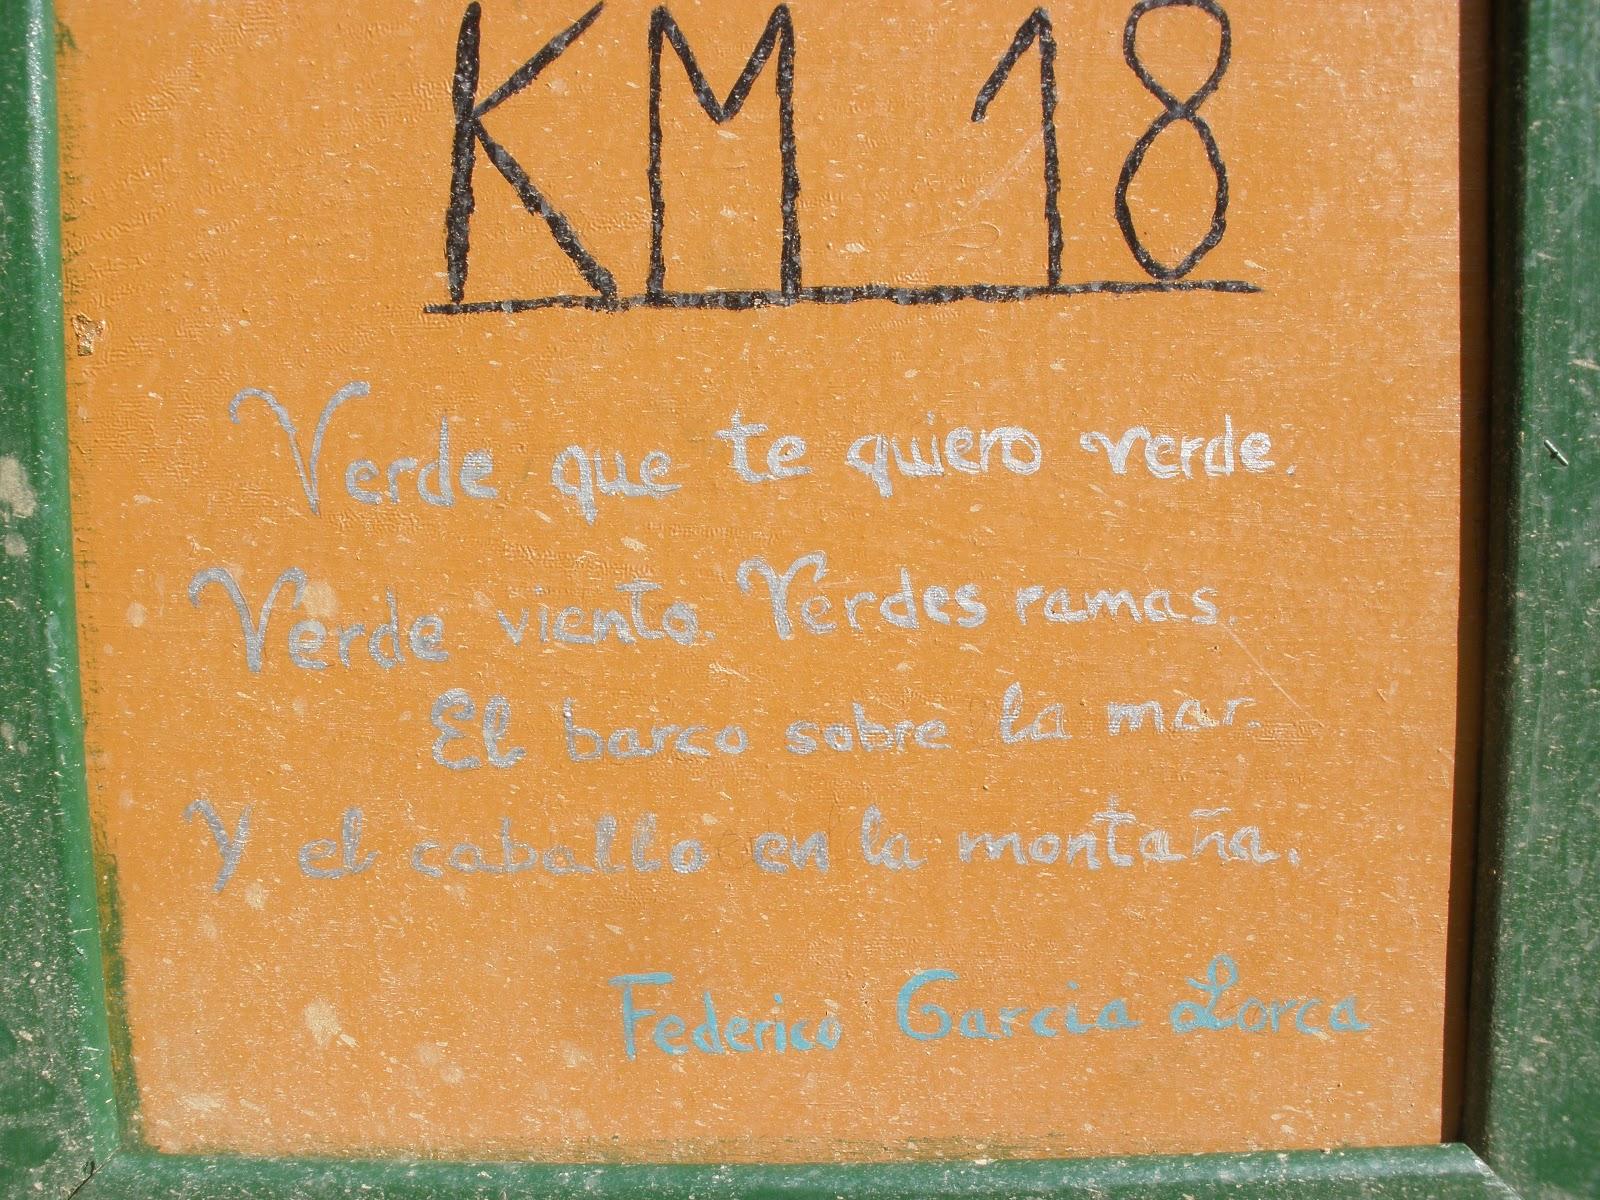 KM 18
Verde que te quiero verde.
Verde viento. Verdes ramas.
El barco sobre la mar.
Y el caballo en la montaña.
Federico Garcia Lorca